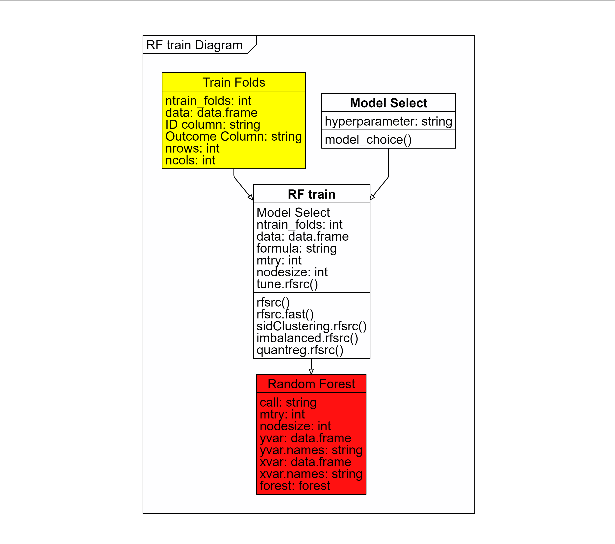 RF train Diagram
Train Folds
ntrain_folds: int
data: data.frame
ID column: string
Outcome Column: string
nrows: int
ncols: int
Model Select
hyperparameter: string
model_choice()
RF train
Model Select
ntrain_folds: int
data: data.frame
formula: string
mtry: int
nodesize: int
tune.rfsrc()
rfsrc()
rfsrc.fast()
sidClustering.rfsrc()
imbalanced.rfsrc()
quantreg.rfsrc()
Random Forest
call: string
mtry: int
nodesize: int
yvar: data.frame
yvar.names: string
xvar: data.frame
xvar.names: string
forest: forest